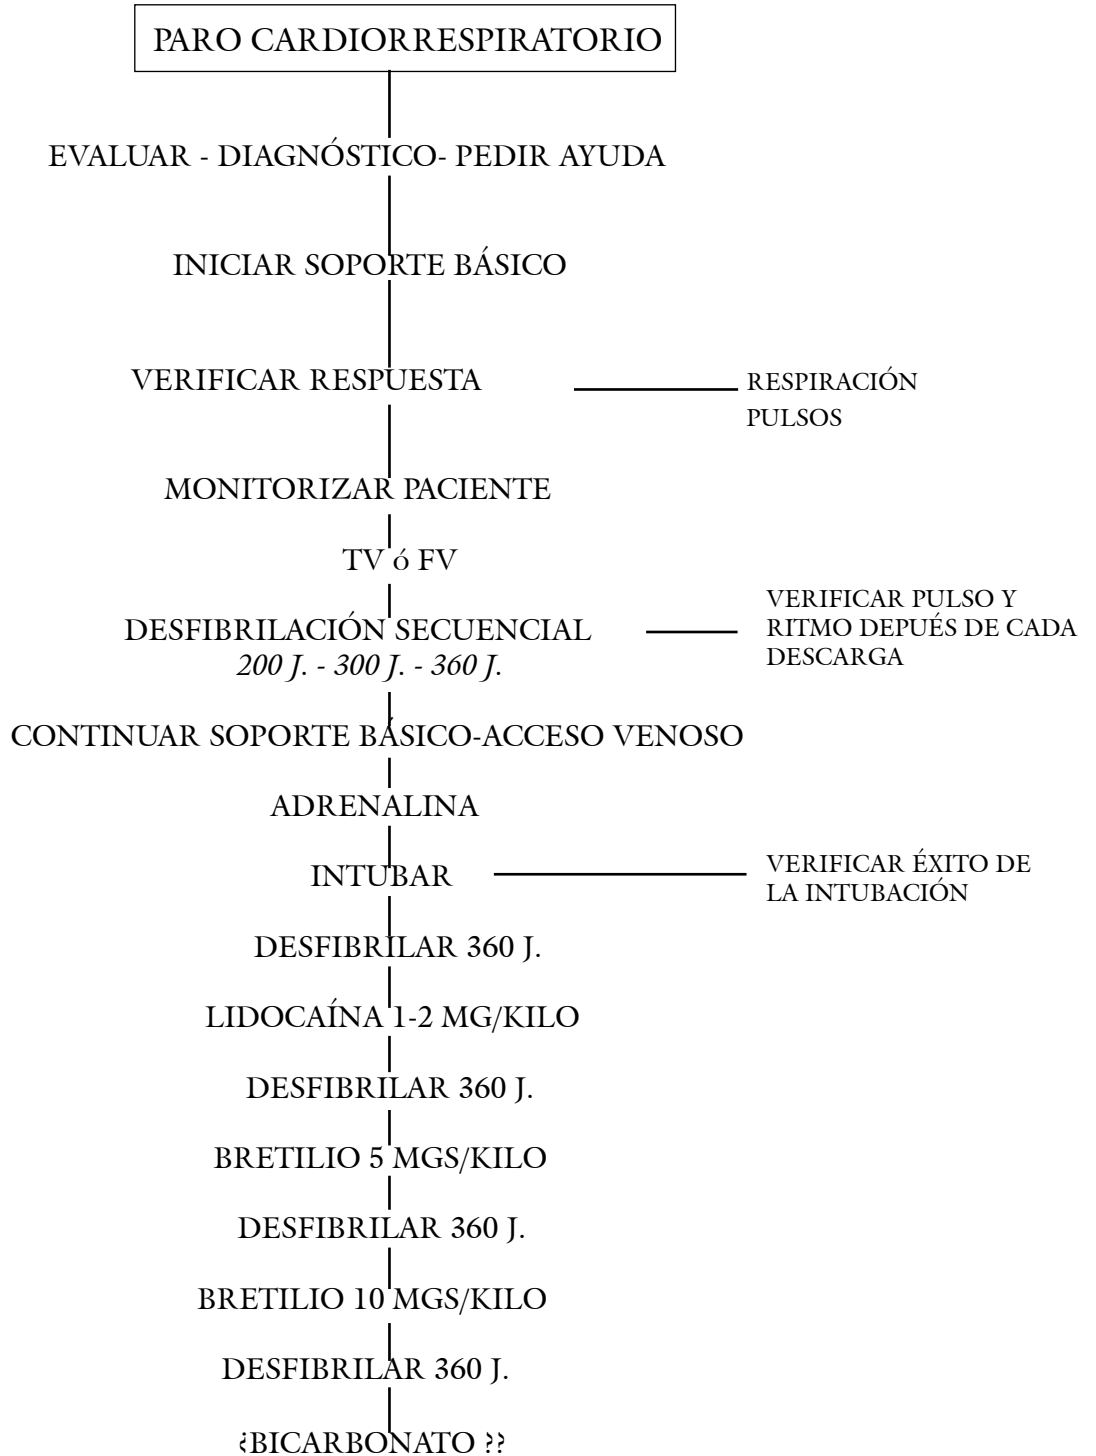 PARO CARDIORRESPIRATORIO
EVALUAR - DIAGNÓSTICO- PEDIR AYUDA
INICIAR SOPORTE BÁSICO
VERIFICAR RESPUESTA
RESPIRACIÓN
PULSOS
MONITORIZAR PACIENTE
TV ó FV
DESFIBRILACIÓN SECUENCIAL
200 J. - 300 J. - 360 J.
VERIFICAR PULSO Y
RITMO DEPUÉS DE CADA
DESCARGA
CONTINUAR SOPORTE BÁSICO-ACCESO VENOSO
ADRENALINA
INTUBAR
VERIFICAR ÉXITO DE
LA INTUBACIÓN
DESFIBRILAR 360 J.
LIDOCAÍNA 1-2 MG/KILO
DESFIBRILAR 360 J.
BRETILIO 5 MGS/KILO
DESFIBRILAR 360 J.
BRETILIO 10 MGS/KILO
DESFIBRILAR 360 J.
¿BICARBONATO ??